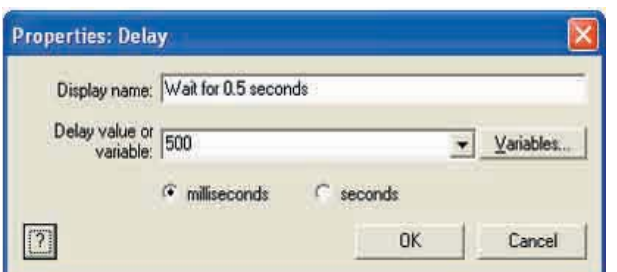 Properties: Delay
Display name: Wait for 0.5 seconds
Delay value or
variable: 500 Variables...
milliseconds seconds
? OK Cancel